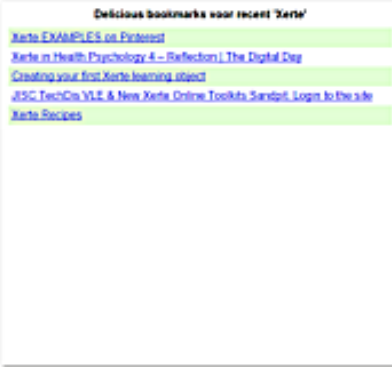 Delicious bookmarks voor recent 'Xerte'
Xerte EXAMPLES on Pinterest
Xerte in Health Psychology 4 – Reflection | The Digital Day
Creating your first Xerte learning object
JISC TechDis VLE & New Xerte Online Toolkits Sandpit: Login to the site
Xerte Recipes